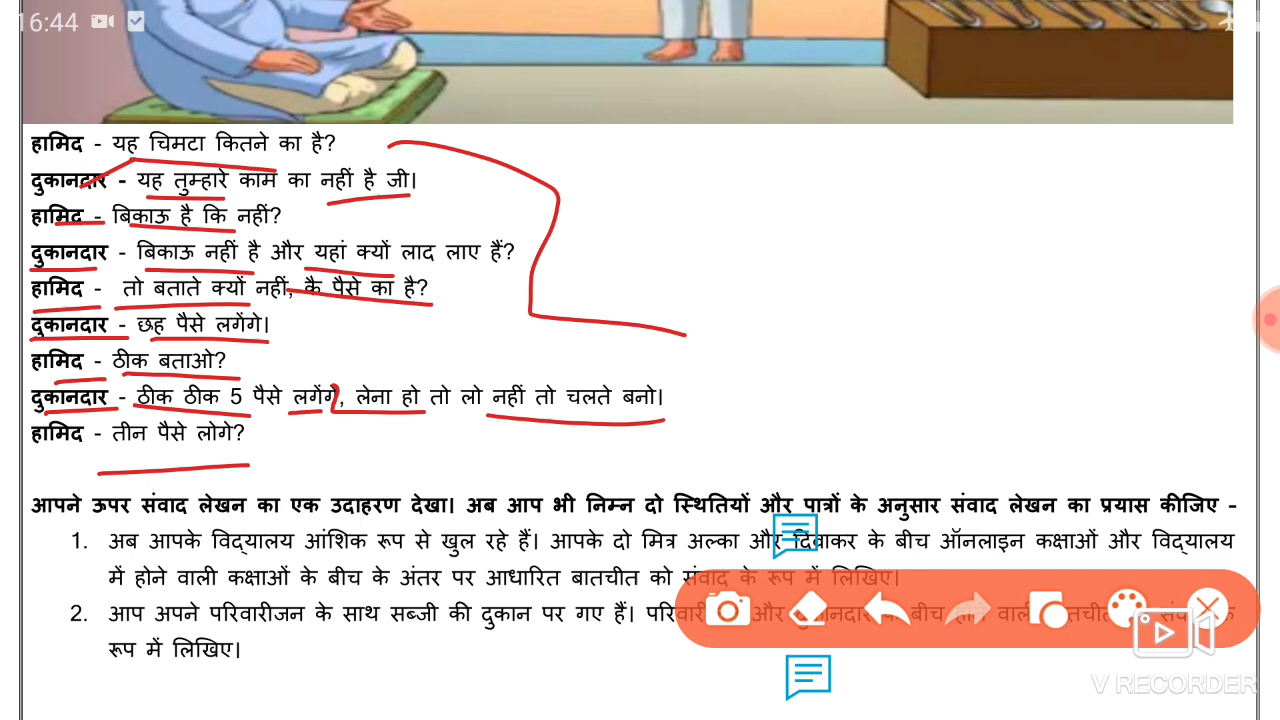 16:44
हामिद - यह चिमटा कितने का है?
दुकानदार - यह तुम्हारे काम का नहीं है जी।
हामिद - बिकाऊ है कि नहीं?
दुकानदार - बिकाऊ नहीं है और यहां क्यों लाद लाए हैं?
हामिद - तो बताते क्यों नहीं, कै पैसे का है?
दुकानदार - छह पैसे लगेंगे।
हामिद - ठीक बताओ?
दुकानदार - ठीक ठीक 5 पैसे लगेंगे, लेना हो तो लो नहीं तो चलते बनो।
हामिद - तीन पैसे लोगे?
आपने ऊपर संवाद लेखन का एक उदाहरण देखा। अब आप भी निम्न दो स्थितियों और पात्रों के अनुसार संवाद लेखन का प्रयास कीजिए -
1. अब आपके विद्यालय आंशिक रूप से खुल रहे हैं। आपके दो मित्र अल्का और दिवाकर के बीच ऑनलाइन कक्षाओं और विद्यालय
में होने वाली कक्षाओं के बीच के अंतर पर आधारित बातचीत को संवाद के रूप में लिखिए।
2. आप अपने परिवारीजन के साथ सब्जी की दुकान पर गए हैं। और बीच
रूप में लिखिए।
V RECORDER